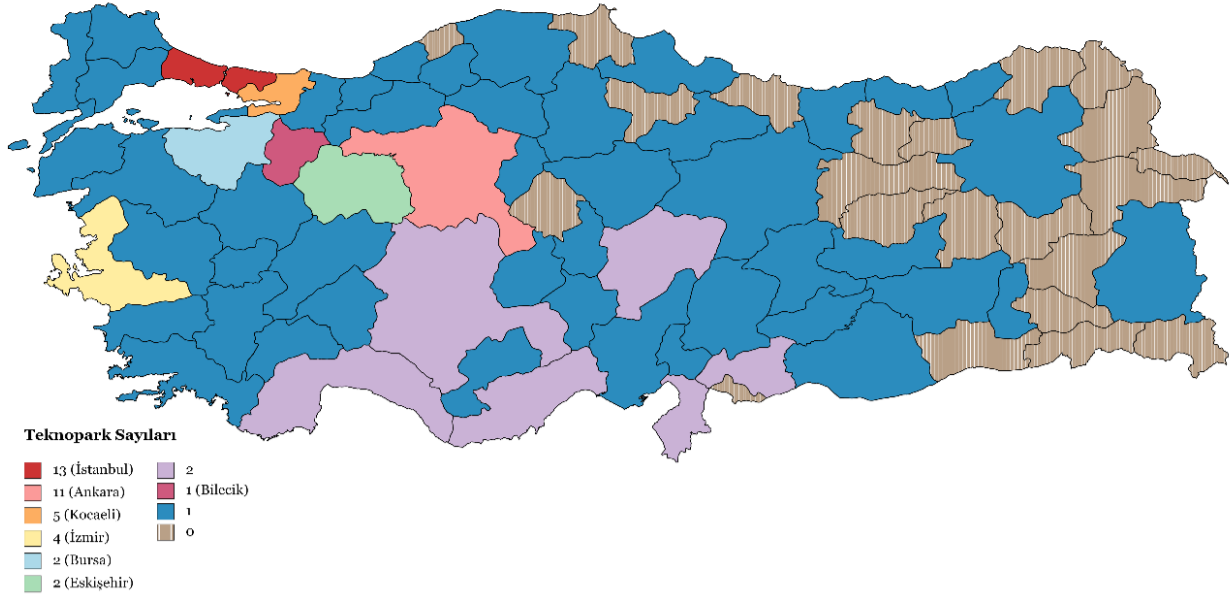 Teknopark Sayıları
13 (İstanbul)
11 (Ankara)
5 (Kocaeli)
4 (İzmir)
2 (Bursa)
2 (Eskişehir)
2
1 (Bilecik)
1
0